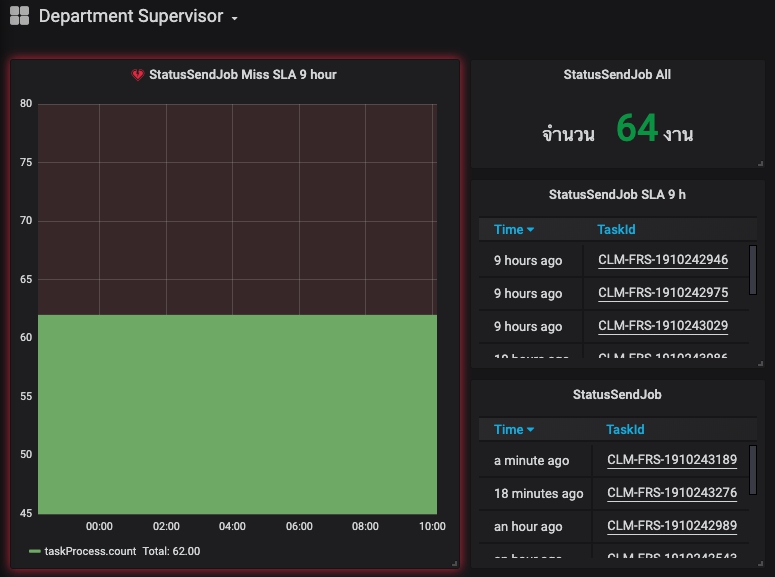 Department Supervisor
StatusSendJob Miss SLA 9 hour
80
75
70
65
60
55
50
45
00:00 02:00 04:00 06:00 08:00 10:00
taskProcess.count Total: 62.00
StatusSendJob All
จำนวน 64 งาน
StatusSendJob SLA 9 h
Time TaskId
9 hours ago CLM-FRS-1910242946
9 hours ago CLM-FRS-1910242975
9 hours ago CLM-FRS-1910243029
StatusSendJob
Time TaskId
a minute ago CLM-FRS-1910243189
18 minutes ago CLM-FRS-1910243276
an hour ago CLM-FRS-1910242989